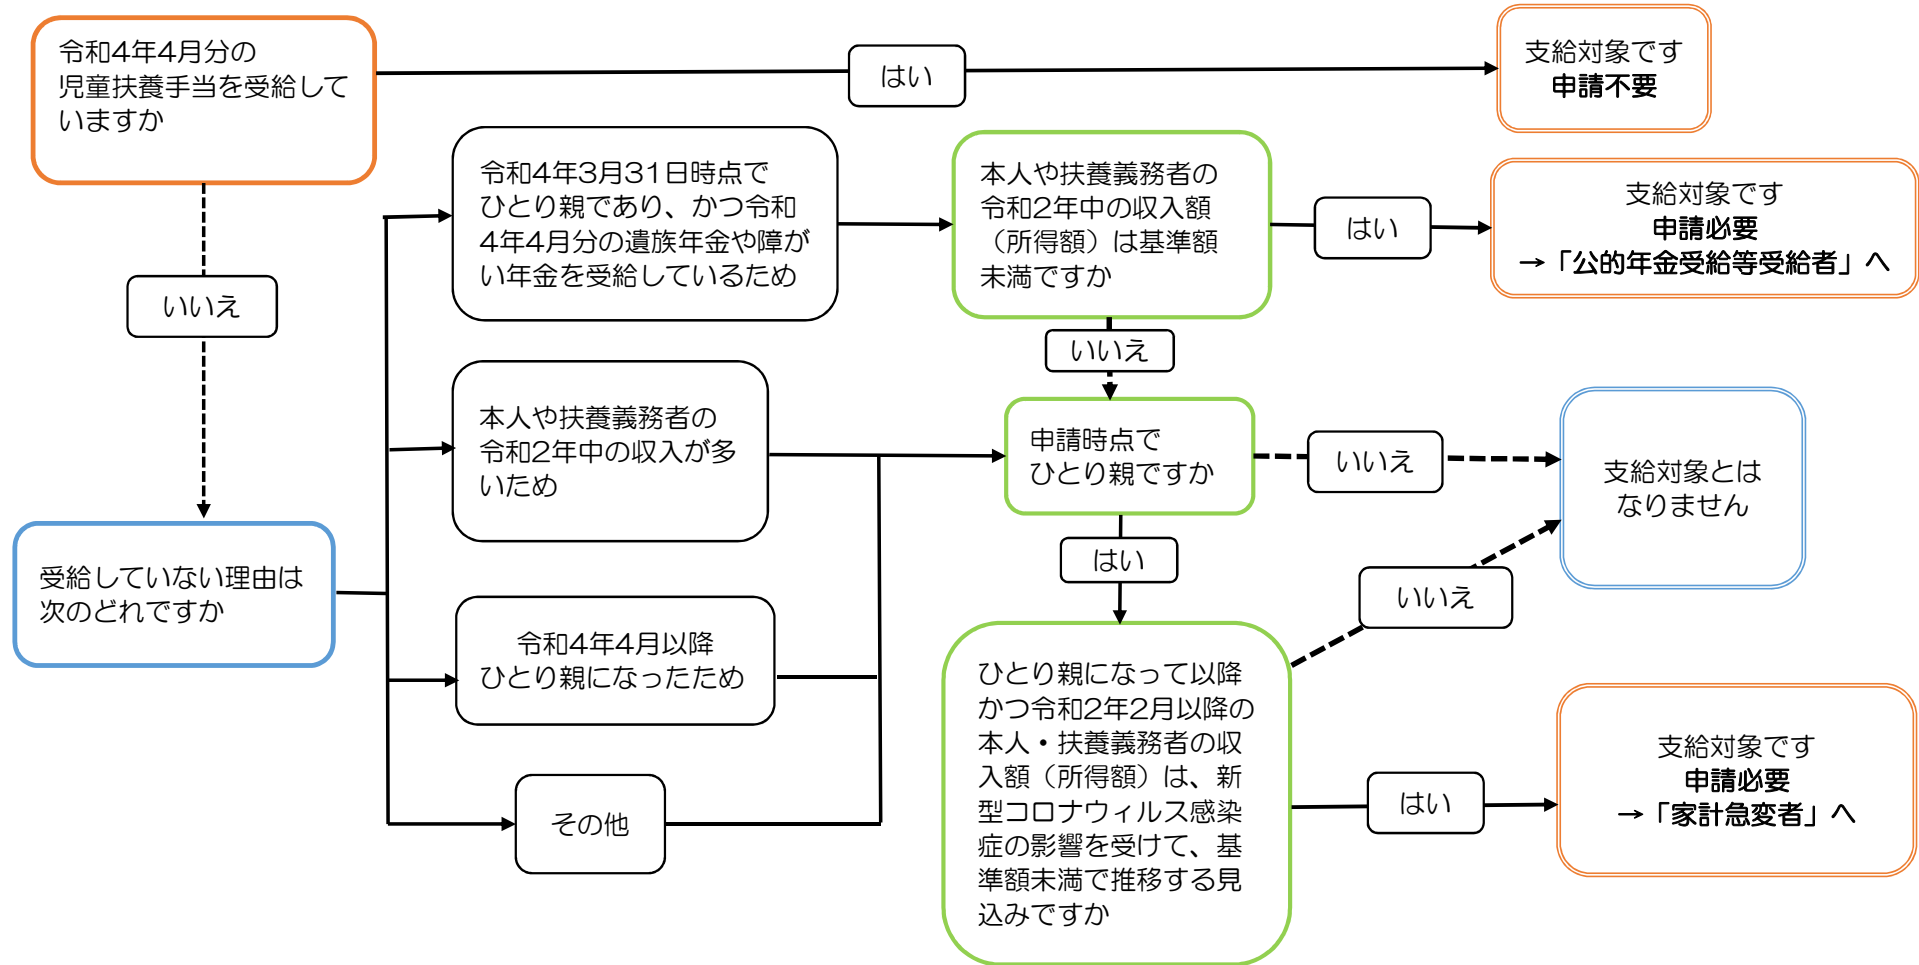 令和4年4月分の
児童扶養手当を受給して
いますか
はい
支給対象です
申請不要
いいえ
受給していない理由は
次のどれですか
令和4年3月31日時点で
ひとり親であり、かつ令和
4年4月分の遺族年金や障が
い年金を受給しているため
本人や扶養義務者の
令和2年中の収入額
（所得額）は基準額
未満ですか
はい
支給対象です
申請必要
→「公的年金受給等受給者」へ
いいえ
本人や扶養義務者の
令和2年中の収入が多
いため
申請時点で
ひとり親ですか
いいえ
支給対象とは
なりません
はい
令和4年4月以降
ひとり親になったため
いいえ
その他
ひとり親になって以降
かつ令和2年2月以降の
本人・扶養義務者の収
入額（所得額）は、新
型コロナウィルス感染
症の影響を受けて、基
準額未満で推移する見
込みですか
はい
支給対象です
申請必要
→「家計急変者」へ